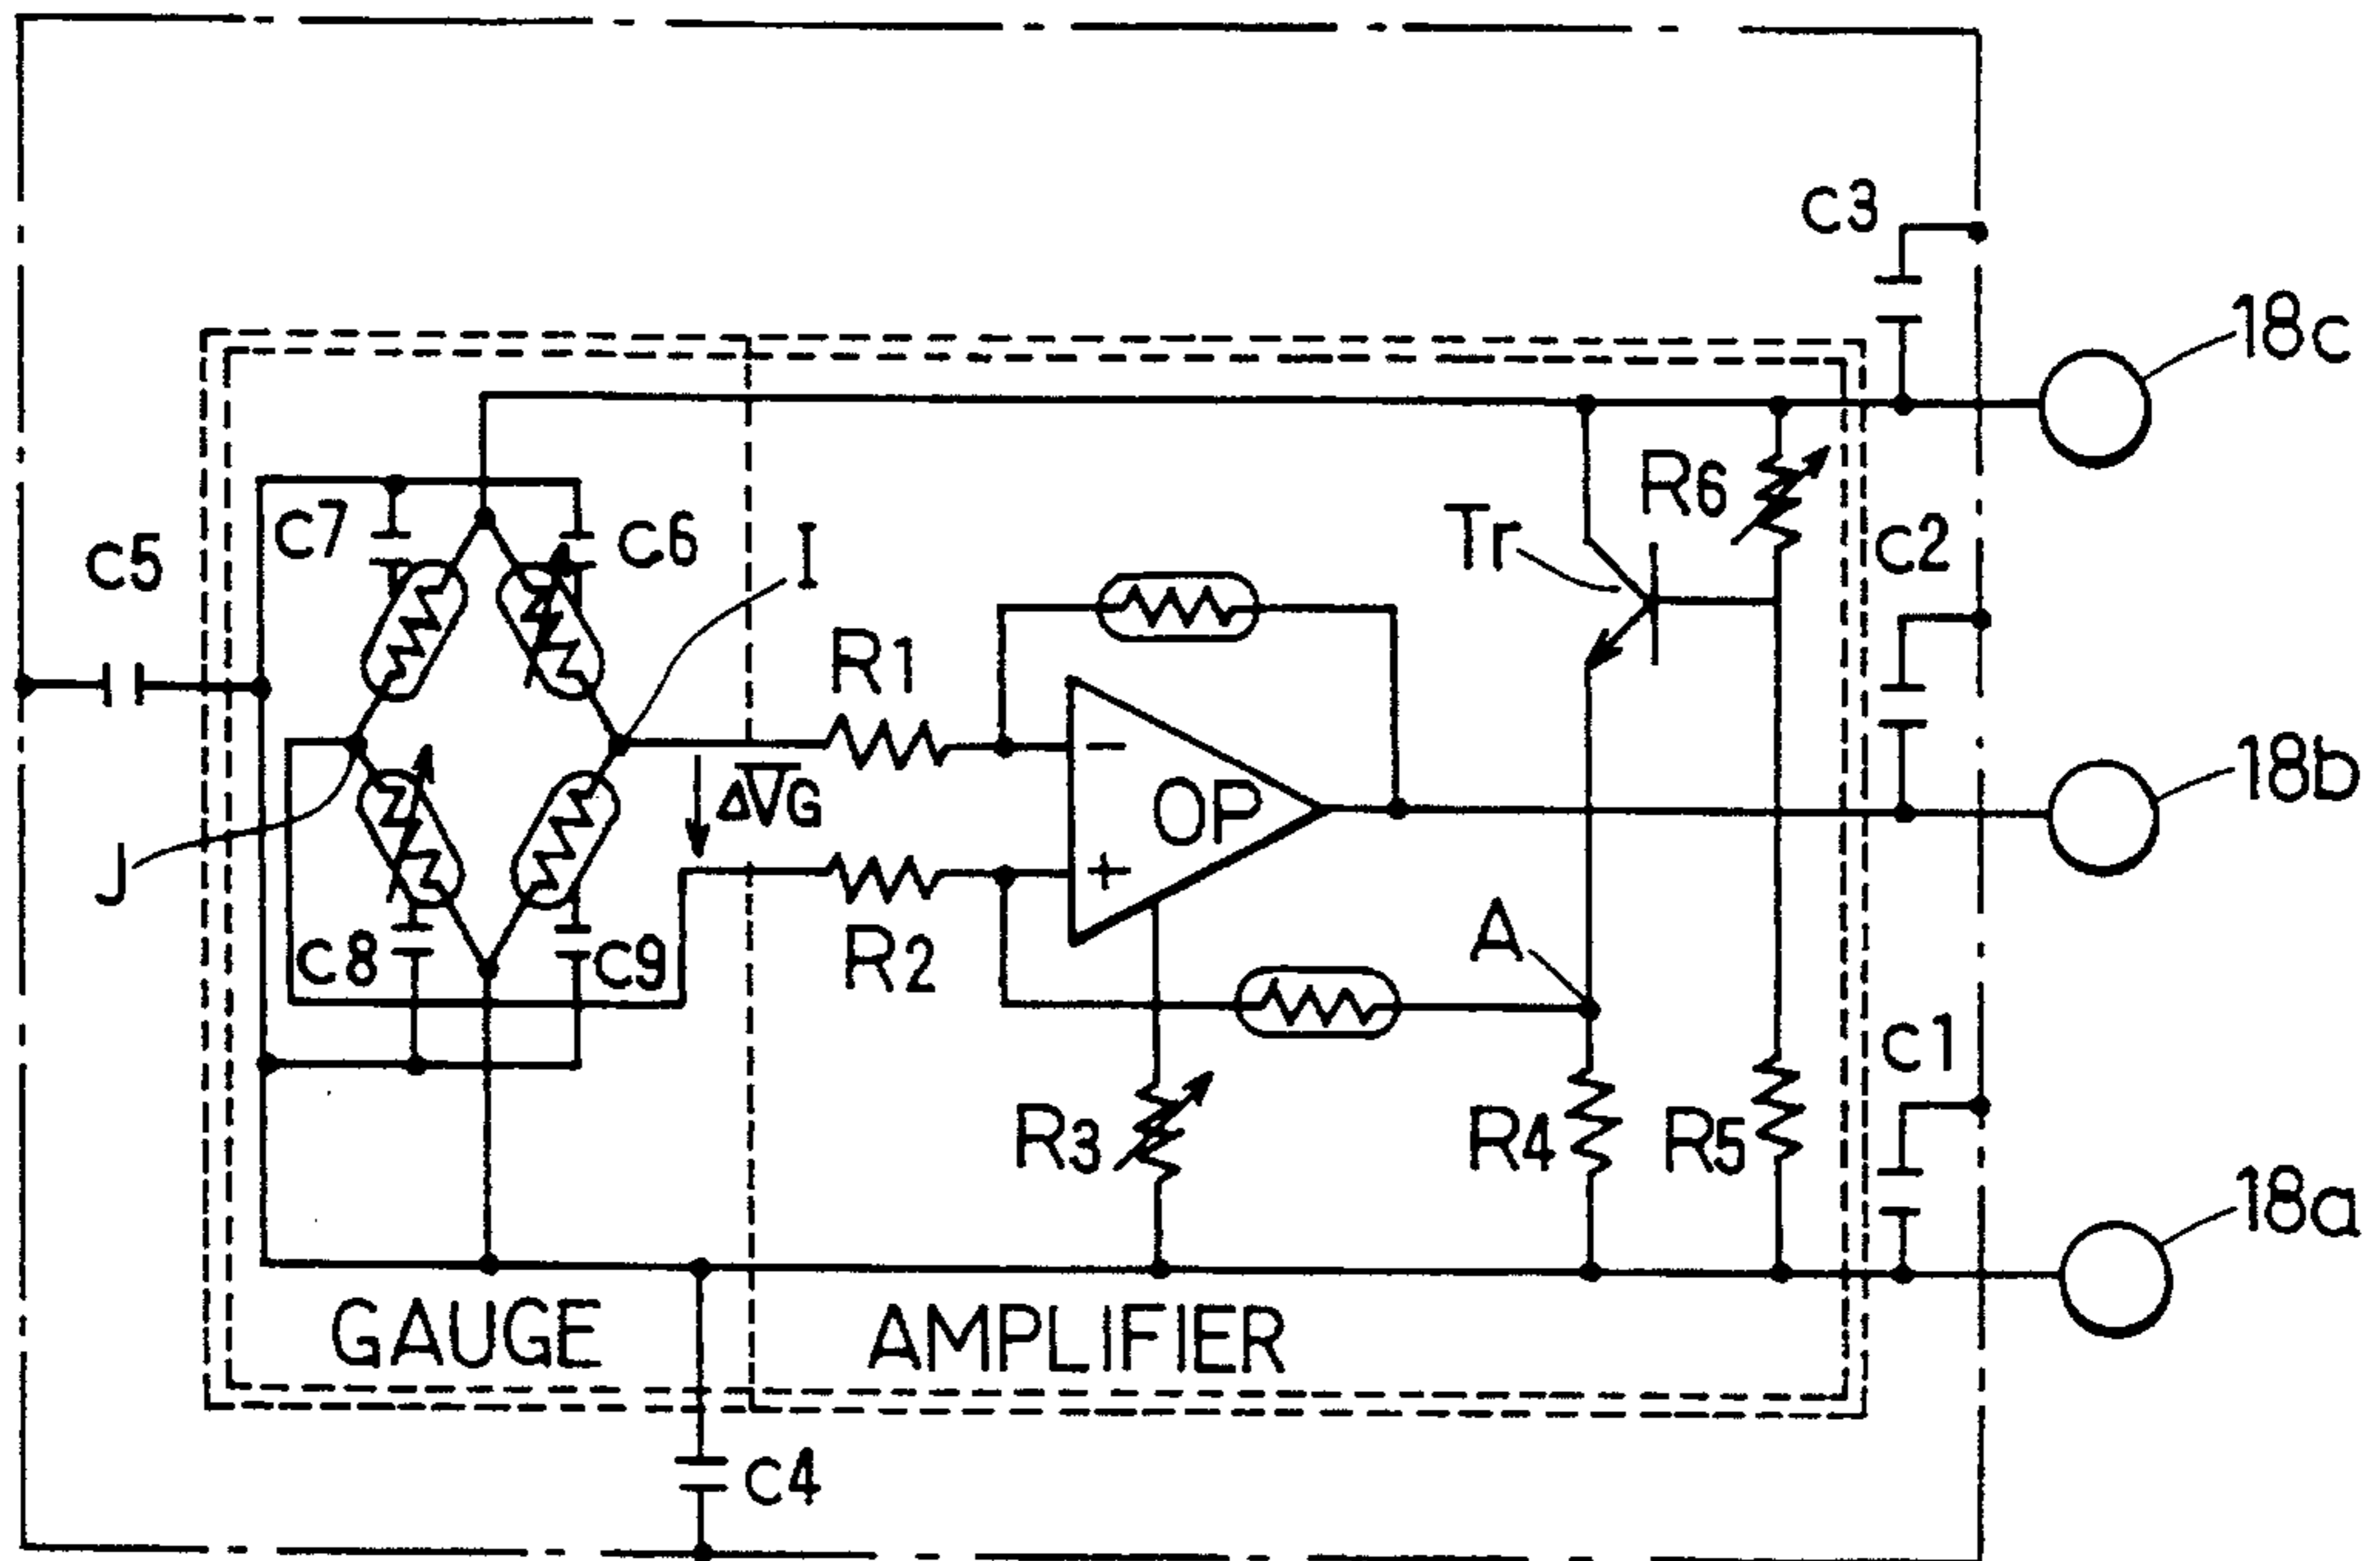 c3
18c
R6
Tr
c2
c7
c6
I
c5
R1
18b
ΔVG
OP
−
+
J
A
c8
c9
R2
c1
R3
R4
R5
18a
GAUGE
AMPLIFIER
c4